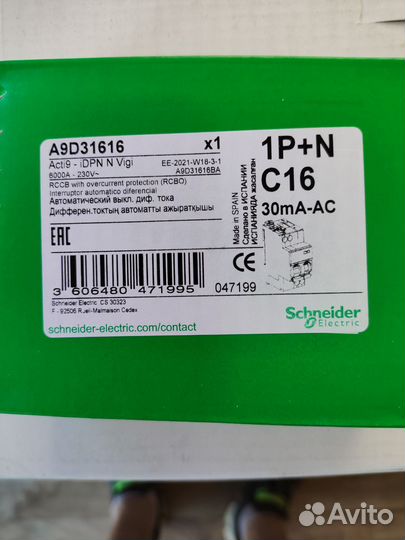 A9D31616 x1
Acti9 - iDPN N Vigi EE-2021-W18-3-1
6000A - 230V~ A9D31616BA
RCCB with overcurrent protection (RCBO)
Interruptor automatico diferencial
Автоматический выкл. диф. тока
Дифферен.токтың автоматты ажыратқышы
EAC
3 606480 471995
Schneider Electric CS 30323
F - 92506 Rueil-Malmaison Cedex
schneider-electric.com/contact
Made in SPAIN
Сделано в ИСПАНИИ
ИСПАНИЯДА жасалған
CE
047199
1P+N
C16
30mA-AC
Schneider
Electric
Avito